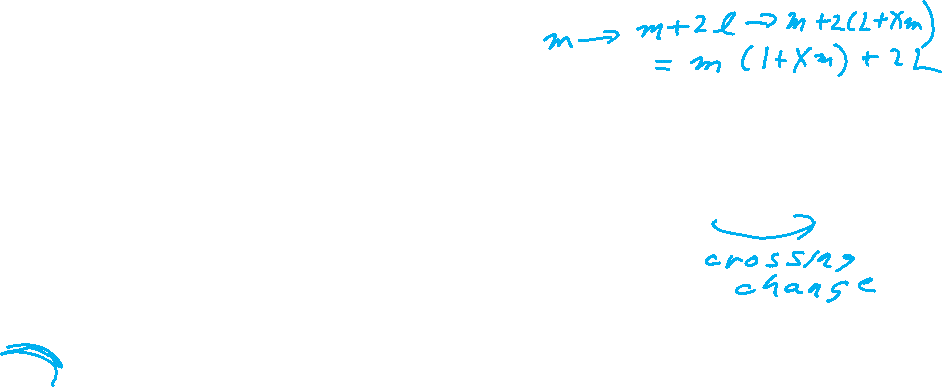 m → m+2l → m+2(L+Xm)
= m (1+Xm) + 2L
crossing
change